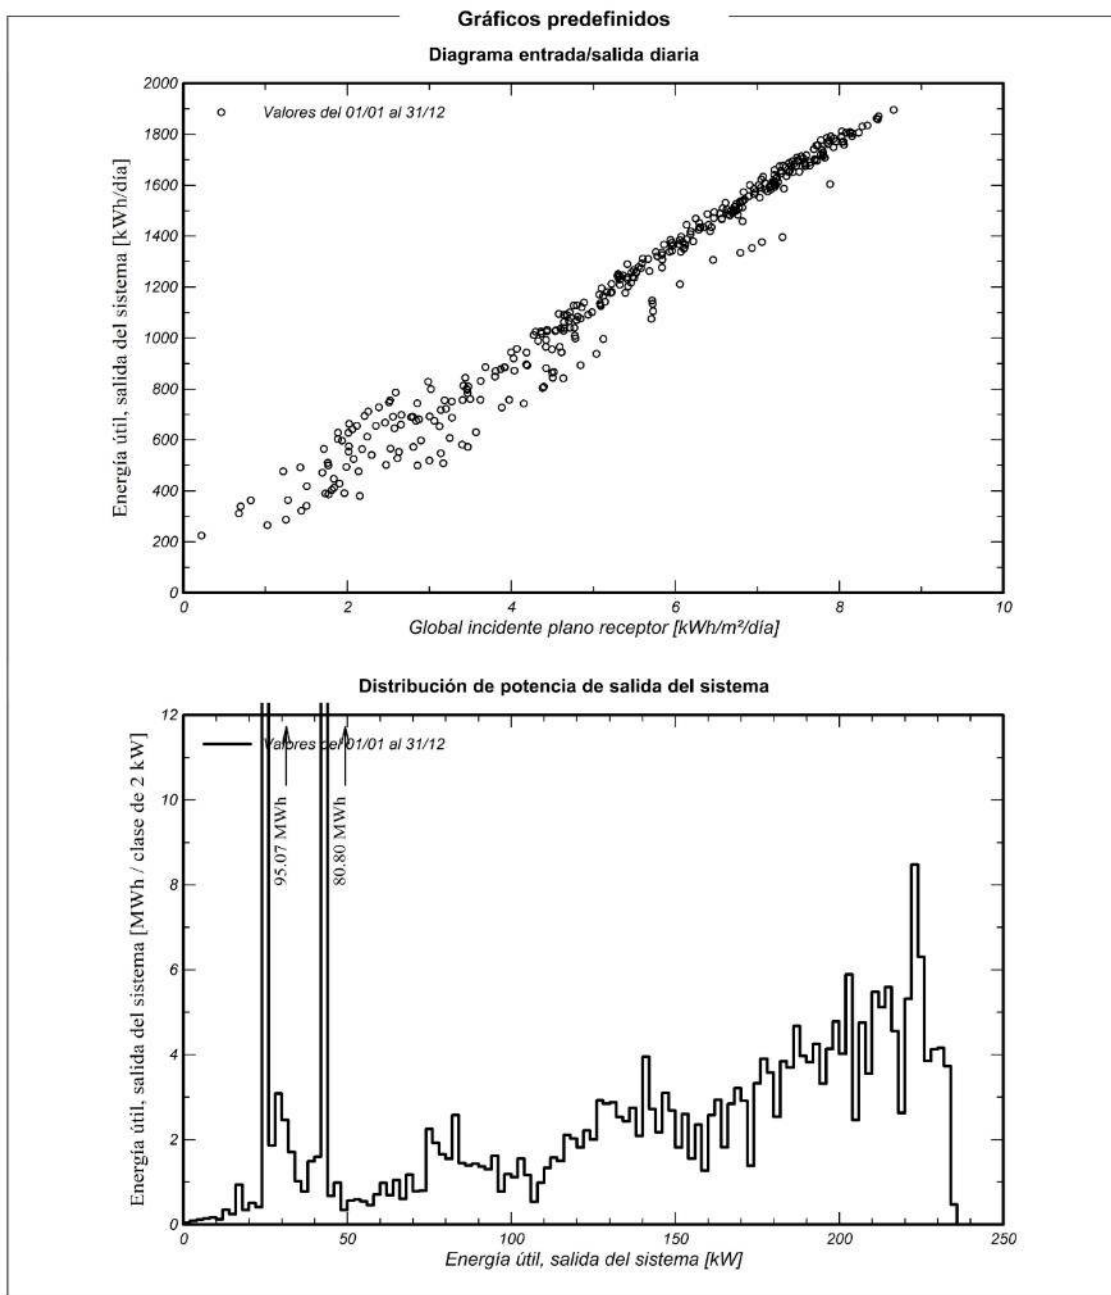 Gráficos predefinidos
Diagrama entrada/salida diaria
2000
1800
1600
1400
1200
1000
800
600
400
200
0
Valores del 01/01 al 31/12
Energía útil, salida del sistema [kWh/día]
0 2 4 6 8 10
Global incidente plano receptor [kWh/m²/día]
Distribución de potencia de salida del sistema
12
10
8
6
4
2
0
Valores del 01/01 al 31/12
95.07 MWh
80.80 MWh
Energía útil, salida del sistema [MWh / clase de 2 kW]
0 50 100 150 200 250
Energía útil, salida del sistema [kW]